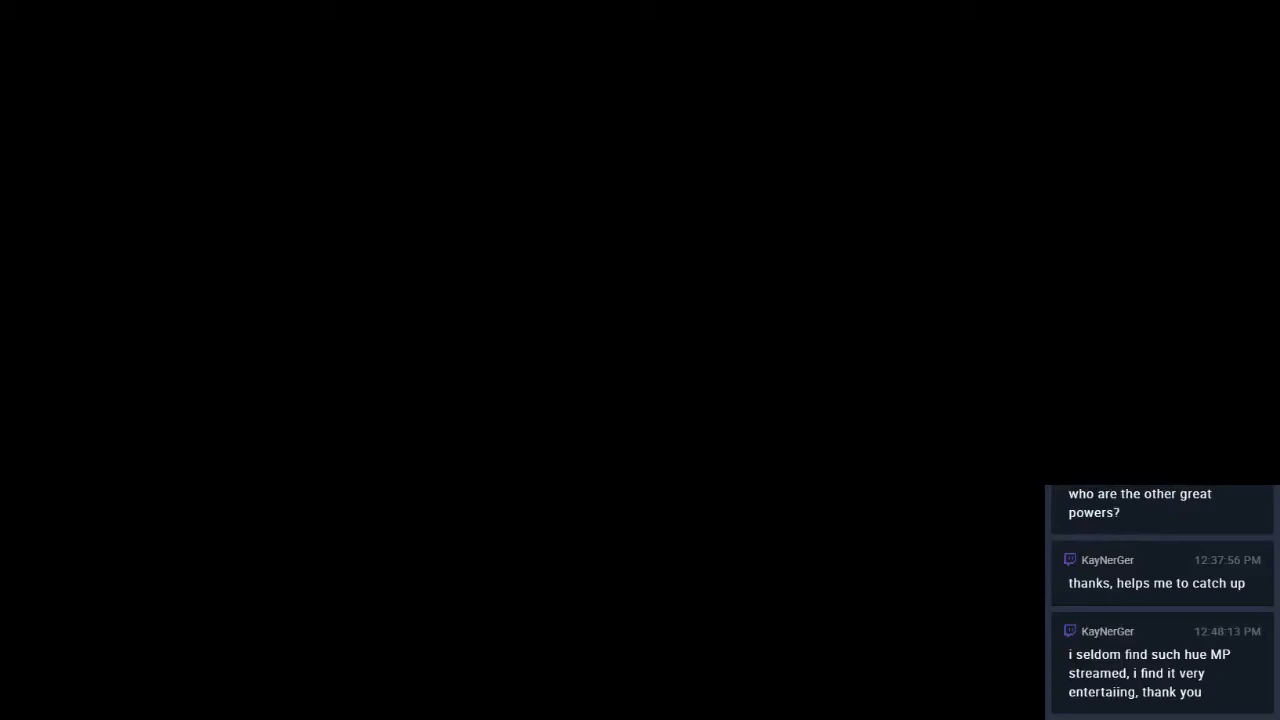 who are the other great
powers?
KayNerGer 12:37:56 PM
thanks, helps me to catch up
KayNerGer 12:48:13 PM
i seldom find such hue MP
streamed, i find it very
entertaiing, thank you